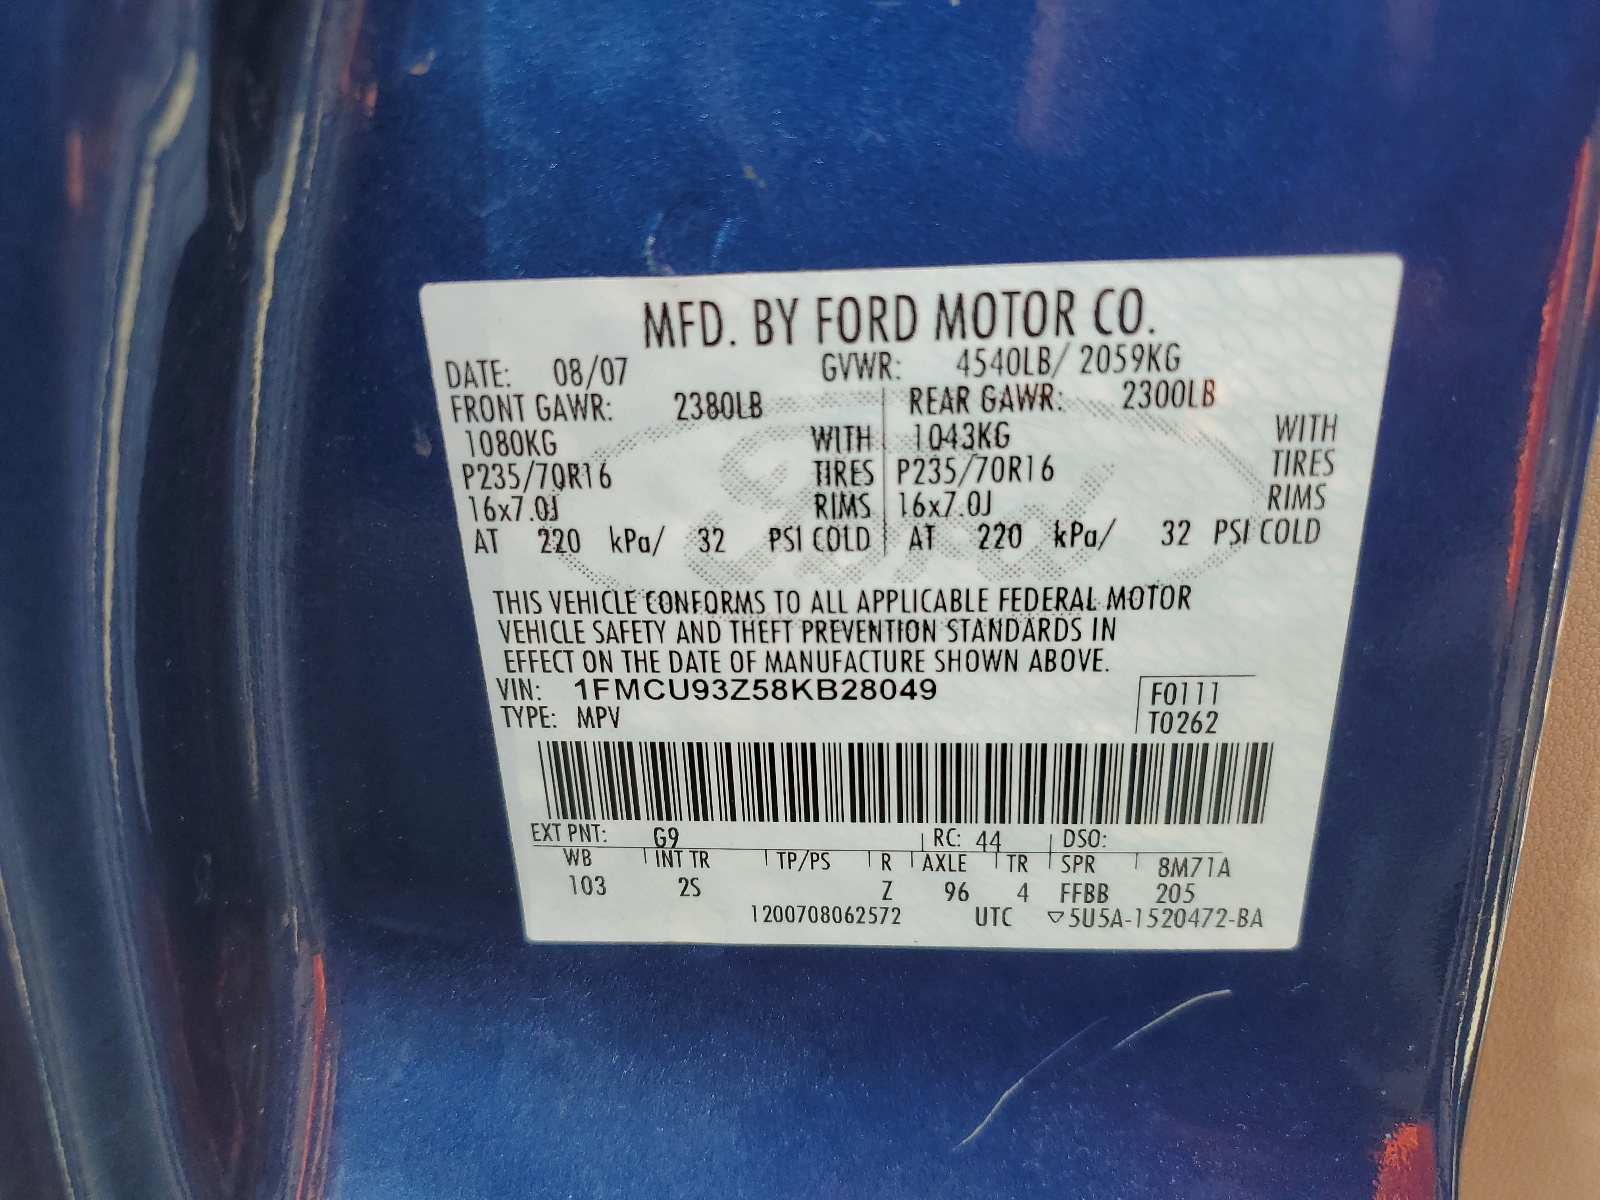 MFD. BY FORD MOTOR CO.
DATE: 08/07 GVWR: 4540LB/ 2059KG
FRONT GAWR: 2380LB REAR GAWR: 2300LB
1080KG WITH 1043KG WITH
P235/70R16 TIRES P235/70R16 TIRES
16x7.0J RIMS 16x7.0J RIMS
AT 220 kPa/ 32 PSI COLD AT 220 kPa/ 32 PSI COLD
Ford
THIS VEHICLE CONFORMS TO ALL APPLICABLE FEDERAL MOTOR
VEHICLE SAFETY AND THEFT PREVENTION STANDARDS IN
EFFECT ON THE DATE OF MANUFACTURE SHOWN ABOVE.
VIN: 1FMCU93Z58KB28049 F0111
TYPE: MPV T0262
EXT PNT: G9 RC: 44 DSO:
WB INT TR TP/PS R AXLE TR SPR 8M71A
103 2S Z 96 4 FFBB 205
1200708062572 UTC ▽5U5A-1520472-BA